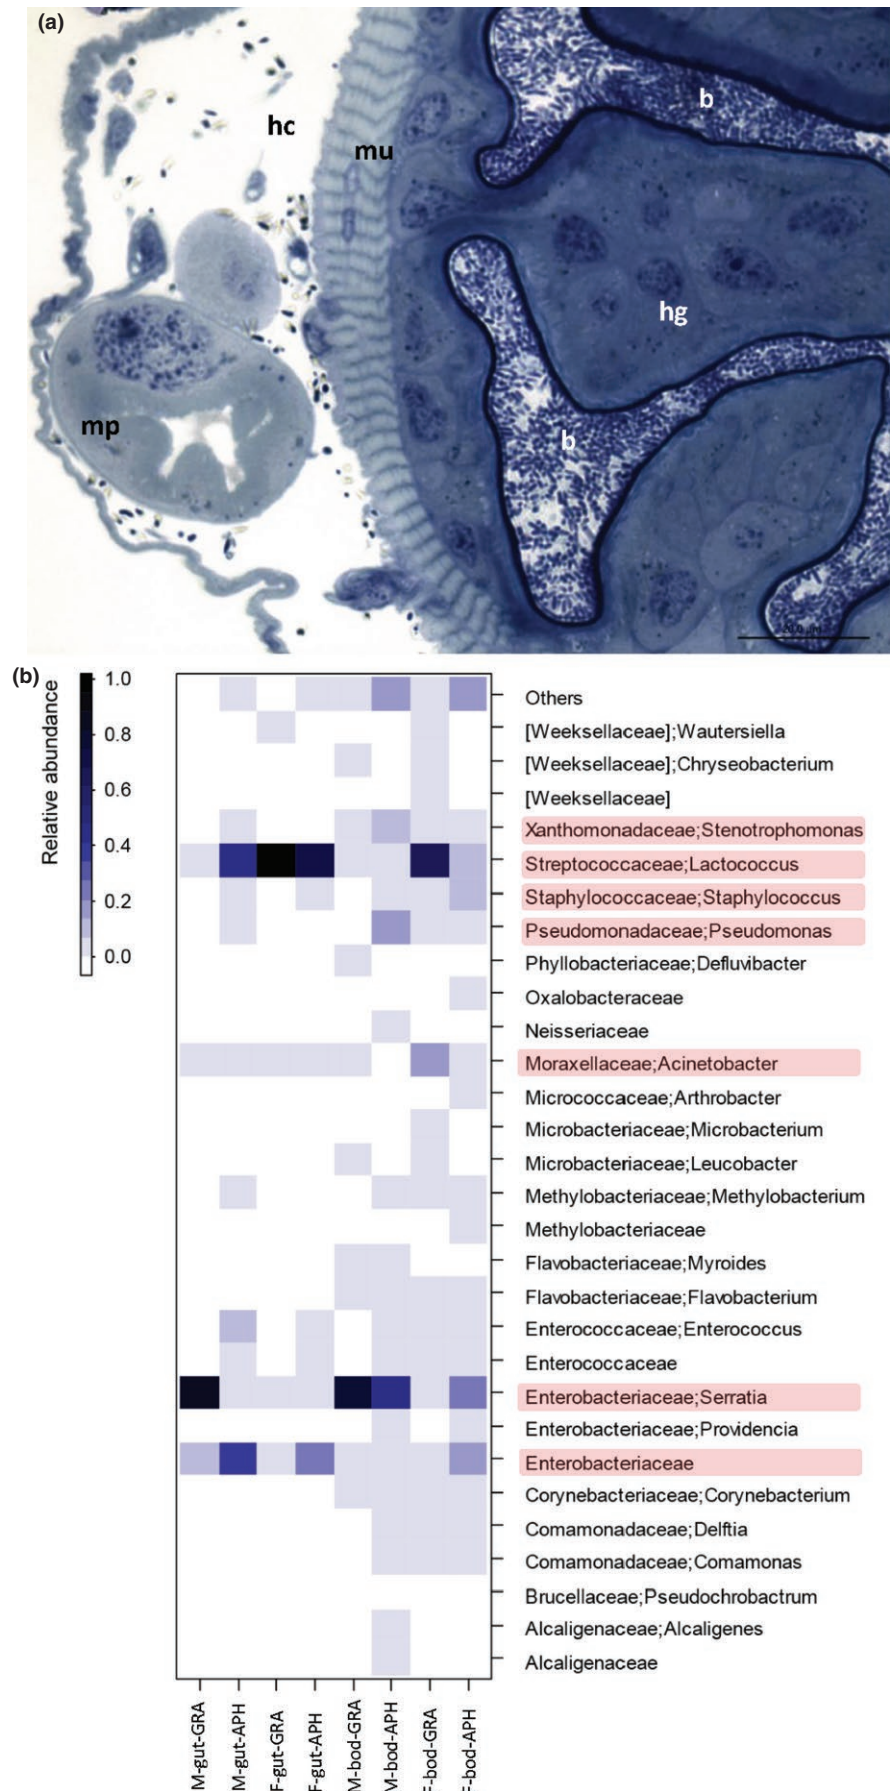 (a)
hc
mu
b
hg
mp
b
(b)
Relative abundance
1.0
0.8
0.6
0.4
0.2
0.0
Others
[Weeksellaceae];Wautersiella
[Weeksellaceae];Chryseobacterium
[Weeksellaceae]
Xanthomonadaceae;Stenotrophomonas
Streptococcaceae;Lactococcus
Staphylococcaceae;Staphylococcus
Pseudomonadaceae;Pseudomonas
Phyllobacteriaceae;Defluvibacter
Oxalobacteraceae
Neisseriaceae
Moraxellaceae;Acinetobacter
Micrococcaceae;Arthrobacter
Microbacteriaceae;Microbacterium
Microbacteriaceae;Leucobacter
Methylobacteriaceae;Methylobacterium
Methylobacteriaceae
Flavobacteriaceae;Myroides
Flavobacteriaceae;Flavobacterium
Enterococcaceae;Enterococcus
Enterococcaceae
Enterobacteriaceae;Serratia
Enterobacteriaceae;Providencia
Enterobacteriaceae
Corynebacteriaceae;Corynebacterium
Comamonadaceae;Delftia
Comamonadaceae;Comamonas
Brucellaceae;Pseudochrobactrum
Alcaligenaceae;Alcaligenes
Alcaligenaceae
M-gut-GRA
M-gut-APH
F-gut-GRA
F-gut-APH
M-bod-GRA
M-bod-APH
F-bod-GRA
F-bod-APH